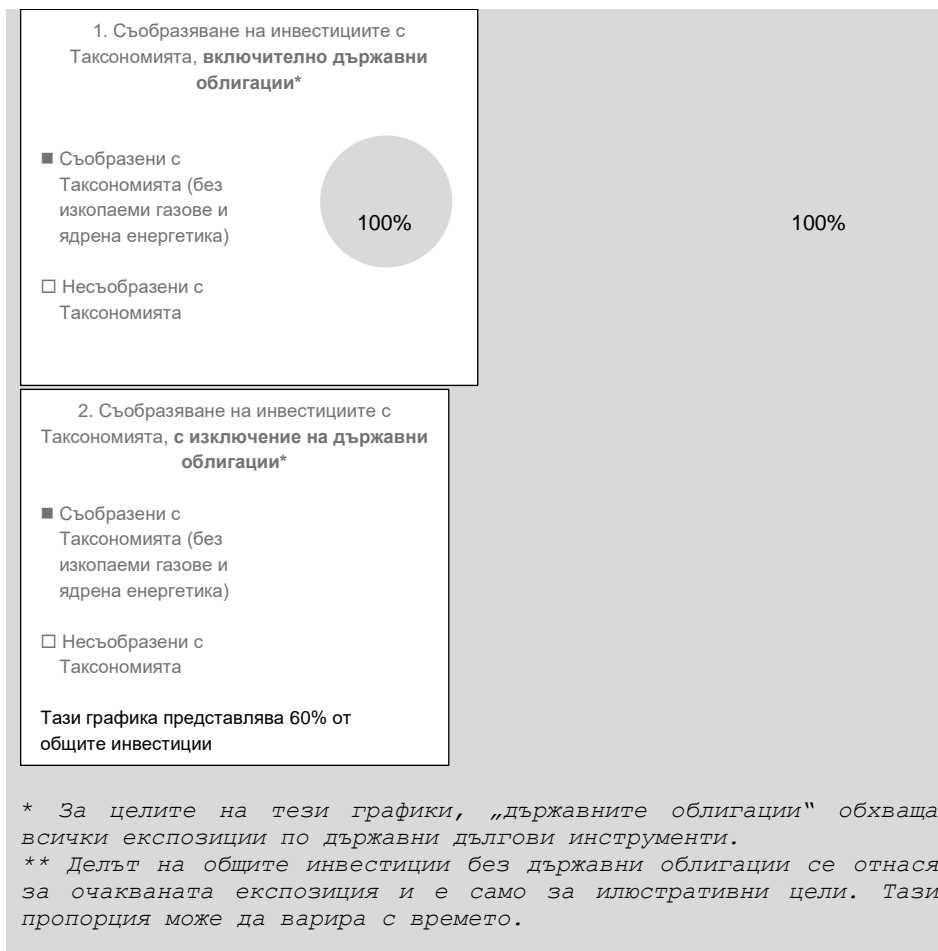 1. Съобразяване на инвестициите с
Таксономията, включително държавни
облигации*
Съобразени с
Таксономията (без
изкопаеми газове и
ядрена енергетика)
Несъобразени с
Таксономията
100%
100%
2. Съобразяване на инвестициите с
Таксономията, с изключение на държавни
облигации*
Съобразени с
Таксономията (без
изкопаеми газове и
ядрена енергетика)
Несъобразени с
Таксономията
Тази графика представлява 60% от
общите инвестиции
* За целите на тези графики, „държавните облигации“ обхваща
всички експозиции по държавни дългови инструменти.
** Делът на общите инвестиции без държавни облигации се отнася
за очакваната експозиция и е само за илюстративни цели. Тази
пропорция може да варира с времето.